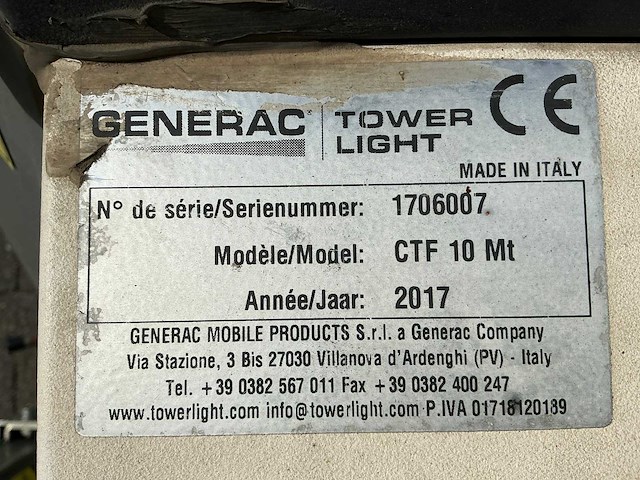 GENERAC TOWER LIGHT CE
MADE IN ITALY
N° de série/Serienummer: 1706007
Modèle/Model: CTF 10 Mt
Année/Jaar: 2017
GENERAC MOBILE PRODUCTS S.r.l. a Generac Company
Via Stazione, 3 Bis 27030 Villanova d'Ardenghi (PV) - Italy
Tel. +39 0382 567 011 Fax +39 0382 400 247
www.towerlight.com info@towerlight.com P.IVA 01718120189